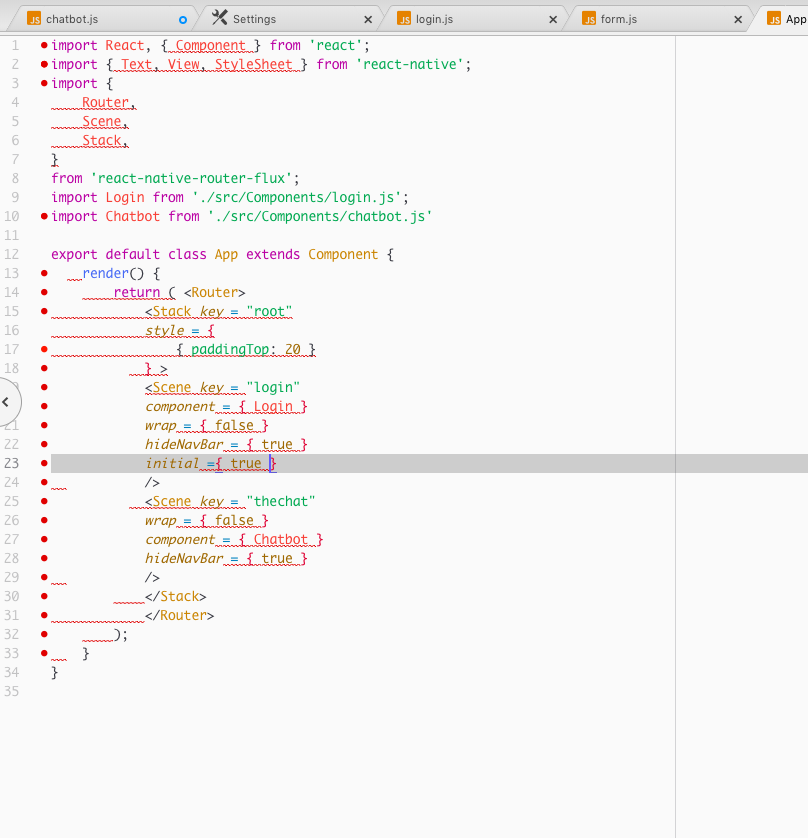 chatbot.js
Settings
JS login.js
JS form.js
JS App
1 import React, { Component } from 'react';
2 import { Text, View, StyleSheet } from 'react-native';
3 import {
4 Router,
5 Scene,
6 Stack,
7 }
8 from 'react-native-router-flux';
9 import Login from './src/Components/login.js';
10 import Chatbot from './src/Components/chatbot.js'
11
12 export default class App extends Component {
13 render() {
14 return ( <Router>
15 <Stack key = "root"
16 style = {
17 { paddingTop: 20 }
18 } >
<Scene key = "login"
component = { Login }
21 wrap = { false }
22 hideNavBar = { true }
23 initial ={ true }
24 />
25 <Scene key = "thechat"
26 wrap = { false }
27 component = { Chatbot }
28 hideNavBar = { true }
29 />
30 </Stack>
31 </Router>
32 );
33 }
34 }
35